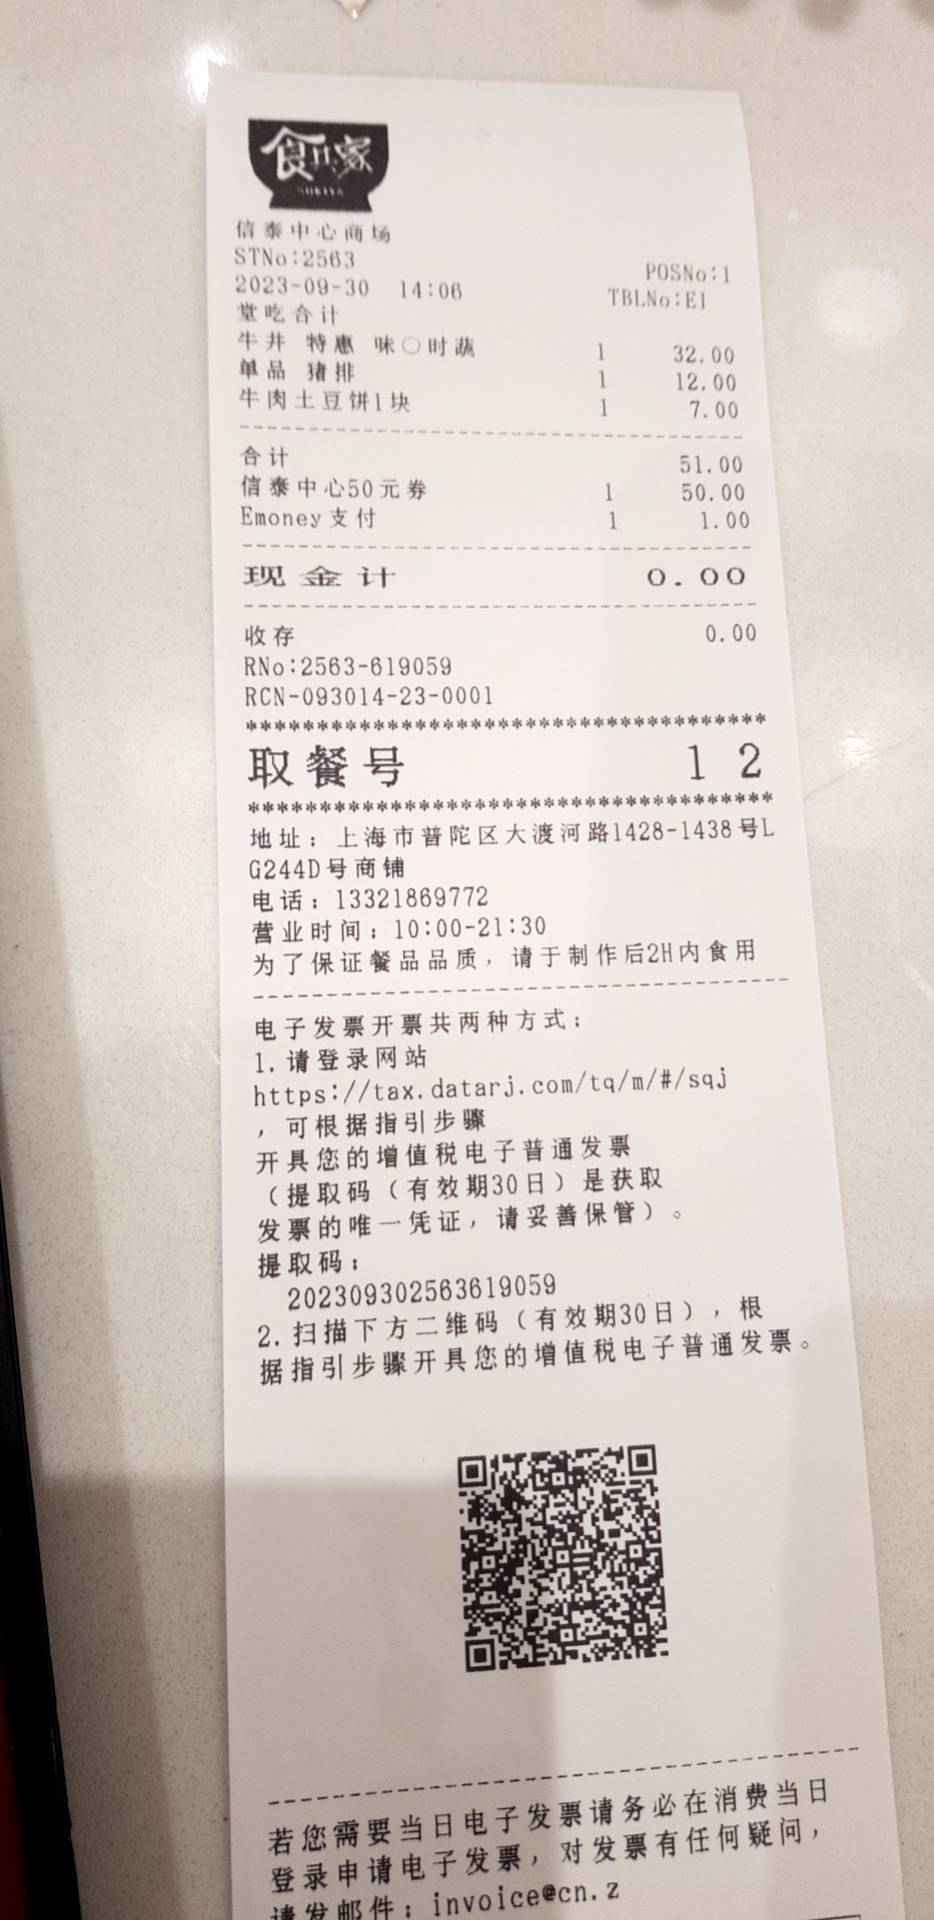 食其家
SUKIYA
信泰中心商场
STNo:2563 POSNo:1
2023-09-30 14:06 TBLNo:E1
堂吃合计
牛丼 特惠 味〇时蔬 1 32.00
单品 猪排 1 12.00
牛肉土豆饼1块 1 7.00
合计 51.00
信泰中心50元券 1 50.00
Emoney支付 1 1.00
现金计 0.00
收存 0.00
RNo:2563-619059
RCN-093014-23-0001
*************************************
取餐号 12
*************************************
地址：上海市普陀区大渡河路1428-1438号L
G244D号商铺
电话：13321869772
营业时间：10:00-21:30
为了保证餐品品质，请于制作后2H内食用
电子发票开票共两种方式：
1.请登录网站
https://tax.datarj.com/tq/m/#/sqj
，可根据指引步骤
开具您的增值税电子普通发票
（提取码（有效期30日）是获取
发票的唯一凭证，请妥善保管）。
提取码：
202309302563619059
2.扫描下方二维码（有效期30日），根
据指引步骤开具您的增值税电子普通发票。
若您需要当日电子发票请务必在消费当日
登录申请电子发票，对发票有任何疑问，
请发邮件：invoice@cn.z